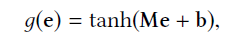 g(e) = tanh(Me + b),